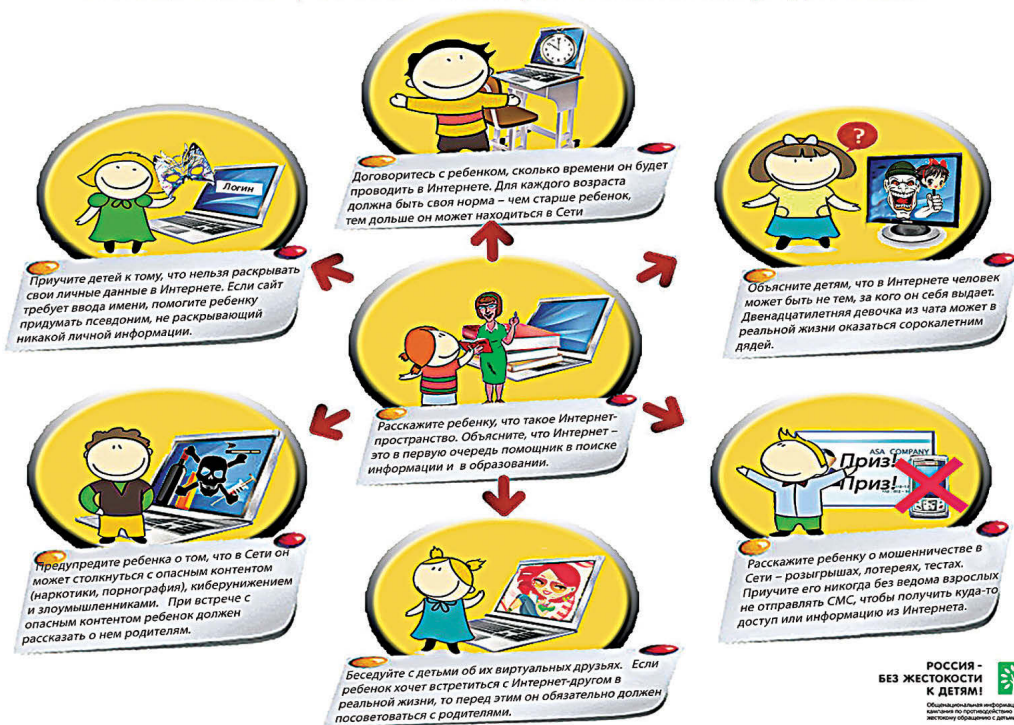 Договоритесь с ребенком, сколько времени он будет
проводить в Интернете. Для каждого возраста
должна быть своя норма – чем старше ребенок,
тем дольше он может находиться в Сети
Логин
Приучите детей к тому, что нельзя раскрывать
свои личные данные в Интернете. Если сайт
требует ввода имени, помогите ребенку
придумать псевдоним, не раскрывающий
никакой личной информации.
?
Объясните детям, что в Интернете человек
может быть не тем, за кого он себя выдает.
Двенадцатилетняя девочка из чата может в
реальной жизни оказаться сорокалетним
дядей.
Расскажите ребенку, что такое Интернет-
пространство. Объясните, что Интернет –
это в первую очередь помощник в поиске
информации и в образовании.
Предупредите ребенка о том, что в Сети он
может столкнуться с опасным контентом
(наркотики, порнография), киберунижением
и злоумышленниками. При встрече с
опасным контентом ребенок должен
рассказать о нем родителям.
ASA COMPANY
Приз!
Приз!
Расскажите ребенку о мошенничестве в
Сети – розыгрышах, лотереях, тестах.
Приучите его никогда без ведома взрослых
не отправлять СМС, чтобы получить куда-то
доступ или информацию из Интернета.
Беседуйте с детьми об их виртуальных друзьях. Если
ребенок хочет встретиться с Интернет-другом в
реальной жизни, то перед этим он обязательно должен
посоветоваться с родителями.
РОССИЯ –
БЕЗ ЖЕСТОКОСТИ
К ДЕТЯМ!
Общенациональная
кампания по противодействию
жестокому обращению с